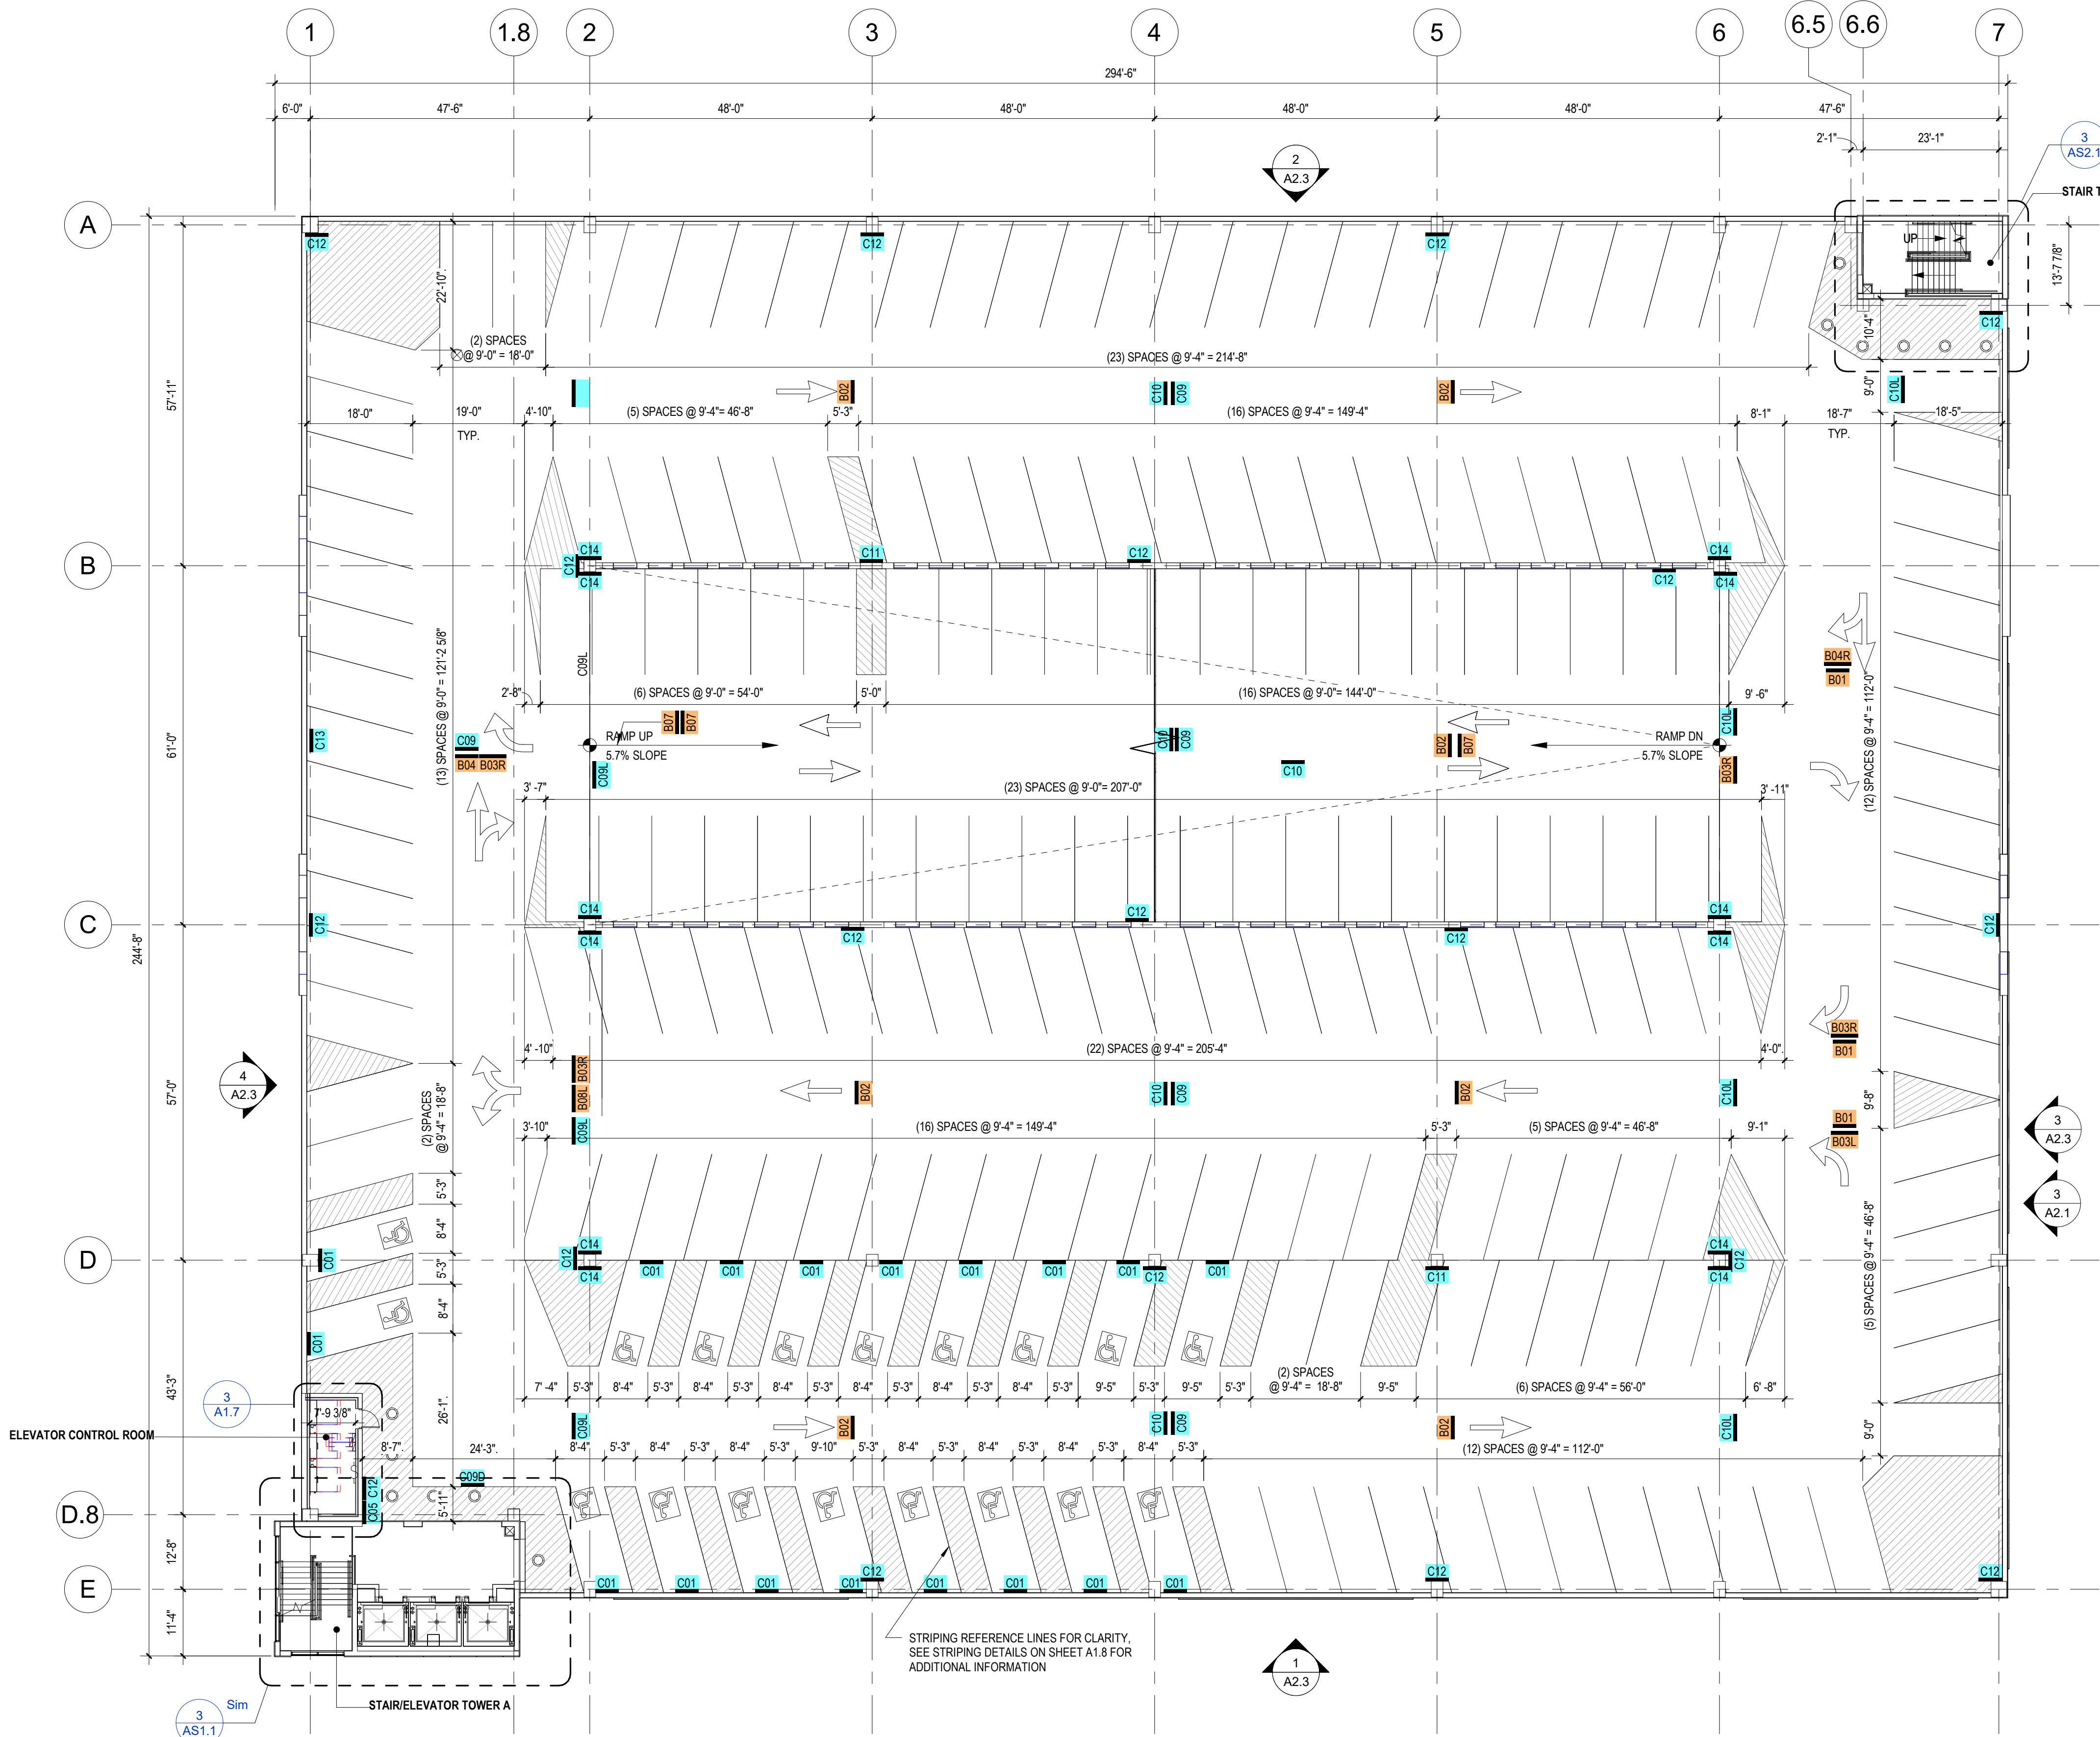 1
1.8
2
3
4
5
6
6.5
6.6
7
294'-6"
6'-0"
47'-6"
48'-0"
48'-0"
48'-0"
48'-0"
47'-6"
2'-1"
23'-1"
3
AS2.1
2
A2.3
STAIR T
A
C12
C12
C12
UP
13'-7 7/8"
22'-10".
10'-4"
C12
(2) SPACES
@ 9'-0" = 18'-0"
(23) SPACES @ 9'-4" = 214'-8"
57'-11"
B02
C10
C09
B02
C10L
9'-0"
18'-0"
19'-0"
TYP.
4'-10"
(5) SPACES @ 9'-4"= 46'-8"
5'-3"
(16) SPACES @ 9'-4" = 149'-4"
8'-1"
18'-7"
TYP.
18'-5"
B
C12
C14
C14
C11
C12
C12
C14
C14
C09L
B04R
B01
(13) SPACES @ 9'-0" = 121'-2 5/8"
2'-8"
(6) SPACES @ 9'-0" = 54'-0"
5'-0"
(16) SPACES @ 9'-0"= 144'-0"
9' -6"
(12) SPACES @ 9'-4" = 112'-0"
61'-0"
C13
C09
B04
B03R
B07
B07
RAMP UP
5.7% SLOPE
C09L
C10
C09
C10
B02
B07
RAMP DN
5.7% SLOPE
C10L
B03R
3' -7"
(23) SPACES @ 9'-0"= 207'-0"
3' -11"
C
C12
C14
C14
C12
C12
C12
C14
C14
C12
244'-8"
4' -10"
(22) SPACES @ 9'-4" = 205'-4"
4'-0".
B03R
B01
4
A2.3
57'-0"
(2) SPACES
@ 9'-4" = 18'-8"
B03R
B08L
C09L
B02
C10
C09
B02
C10L
9'-8"
B01
B03L
3
A2.3
3
A2.1
3'-10"
(16) SPACES @ 9'-4" = 149'-4"
5'-3"
(5) SPACES @ 9'-4" = 46'-8"
9'-1"
5'-3"
8'-4"
5'-3"
8'-4"
D
C01
C12
C14
C14
C01
C01
C01
C01
C01
C01
C01
C12
C01
C11
C14
C14
C12
(5) SPACES @ 9'-4" = 46'-8"
C01
43'-3"
26'-1".
7' -4"
5'-3"
8'-4"
5'-3"
8'-4"
5'-3"
8'-4"
5'-3"
8'-4"
5'-3"
8'-4"
5'-3"
8'-4"
5'-3"
9'-5"
5'-3"
9'-5"
5'-3"
(2) SPACES
@ 9'-4" = 18'-8"
9'-5"
(6) SPACES @ 9'-4" = 56'-0"
6' -8"
3
A1.7
7'-9 3/8"
ELEVATOR CONTROL ROOM
C09L
B02
C10
C09
B02
C10L
9'-0"
8'-7".
24'-3".
8'-4"
5'-3"
8'-4"
5'-3"
8'-4"
5'-3"
9'-10"
5'-3"
8'-4"
5'-3"
8'-4"
5'-3"
8'-4"
5'-3"
8'-4"
5'-3"
(12) SPACES @ 9'-4" = 112'-0"
C09D
C12
C05
5'-11"
D.8
12'-8"
E
C01
C01
C01
C01
C12
C01
C01
C01
C01
C12
C12
11'-4"
STRIPING REFERENCE LINES FOR CLARITY,
SEE STRIPING DETAILS ON SHEET A1.8 FOR
ADDITIONAL INFORMATION
1
A2.3
STAIR/ELEVATOR TOWER A
Sim
3
AS1.1